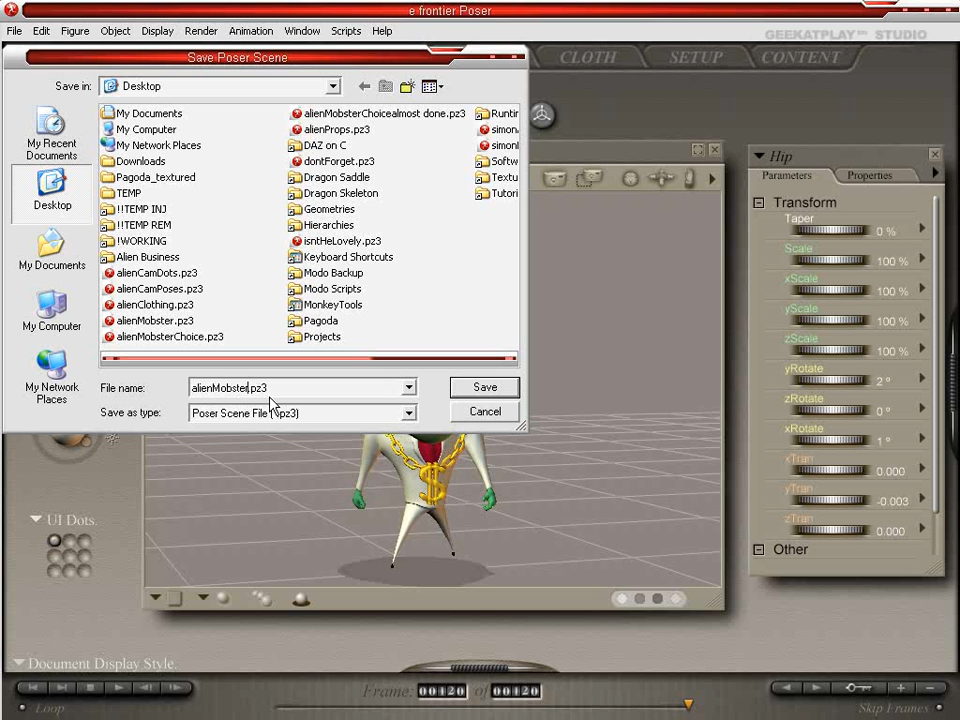 e frontier Poser
File Edit Figure Object Display Render Animation Window Scripts Help
GEEKATPLAY STUDIO
Save Poser Scene
CLOTH SETUP CONTENT
Save in: Desktop
My Recent Documents
Desktop
My Documents
My Computer
My Network Places
My Documents
My Computer
My Network Places
Downloads
Pagoda_textured
TEMP
!!TEMP INJ
!!TEMP REM
!WORKING
Alien Business
alienCamDots.pz3
alienCamPoses.pz3
alienClothing.pz3
alienMobster.pz3
alienMobsterChoice.pz3
alienMobsterChoicealmost done.pz3
alienProps.pz3
DAZ on C
dontForget.pz3
Dragon Saddle
Dragon Skeleton
Geometries
Hierarchies
isntHeLovely.pz3
Keyboard Shortcuts
Modo Backup
Modo Scripts
MonkeyTools
Pagoda
Projects
Runtin
simon
simonl
Softw
Textu
Tutori
File name: alienMobster.pz3 Save
Save as type: Poser Scene File (*.pz3) Cancel
Hip
Parameters Properties
Transform
Taper 0 %
Scale 100 %
xScale 100 %
yScale 100 %
zScale 100 %
yRotate 2 °
zRotate 0 °
xRotate 1 °
xTran 0.000
yTran -0.003
zTran 0.000
Other
UI Dots.
$
Document Display Style.
Frame: 00120 of 00120
Loop
Skip Frames